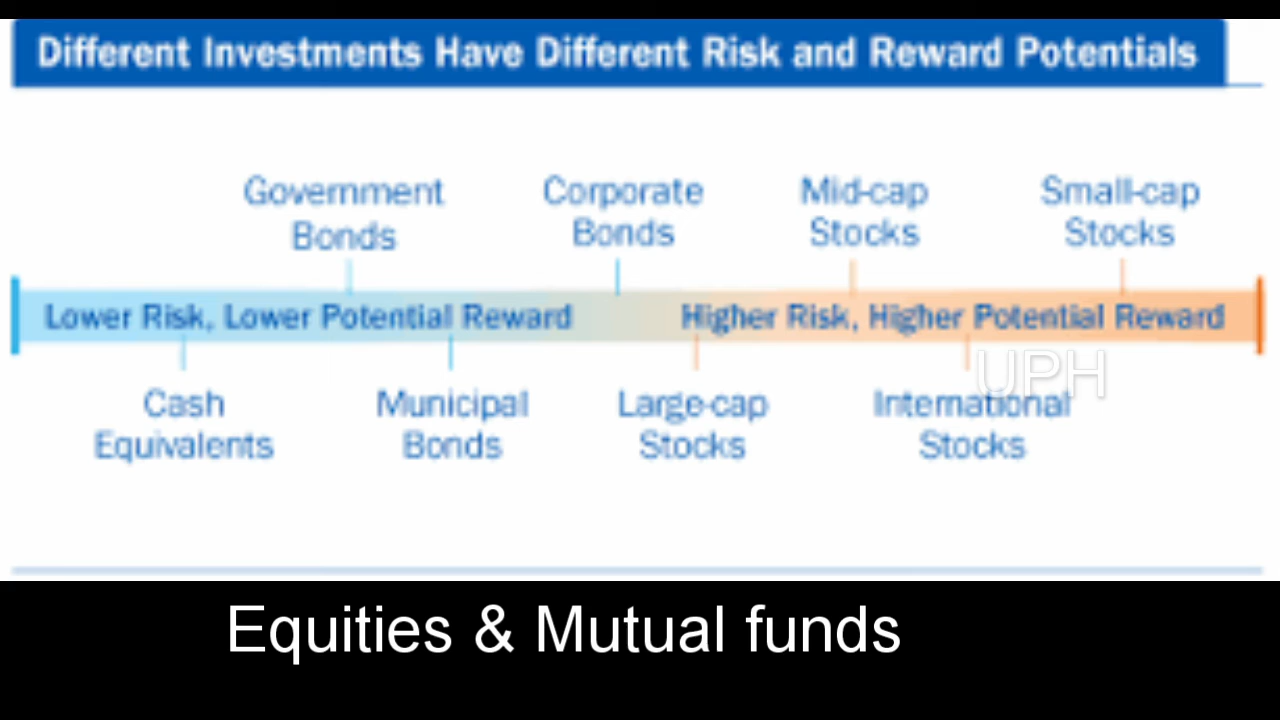 Different Investments Have Different Risk and Reward Potentials
Government
Bonds
Corporate
Bonds
Mid-cap
Stocks
Small-cap
Stocks
Lower Risk, Lower Potential Reward
Higher Risk, Higher Potential Reward
Cash
Equivalents
Municipal
Bonds
Large-cap
Stocks
International
Stocks
UPH
Equities & Mutual funds